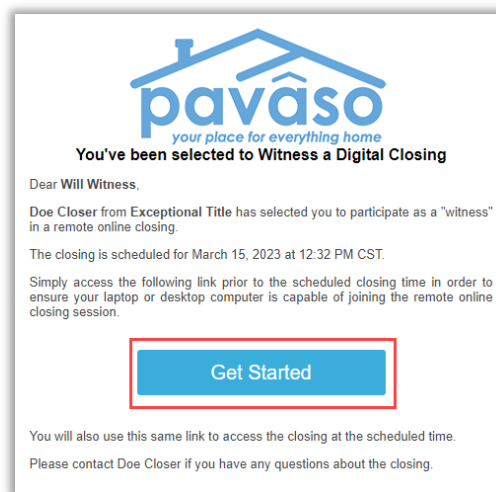 pavâso
your place for everything home
You've been selected to Witness a Digital Closing
Dear Will Witness,
Doe Closer from Exceptional Title has selected you to participate as a "witness"
in a remote online closing.
The closing is scheduled for March 15, 2023 at 12:32 PM CST.
Simply access the following link prior to the scheduled closing time in order to
ensure your laptop or desktop computer is capable of joining the remote online
closing session.
Get Started
You will also use this same link to access the closing at the scheduled time.
Please contact Doe Closer if you have any questions about the closing.